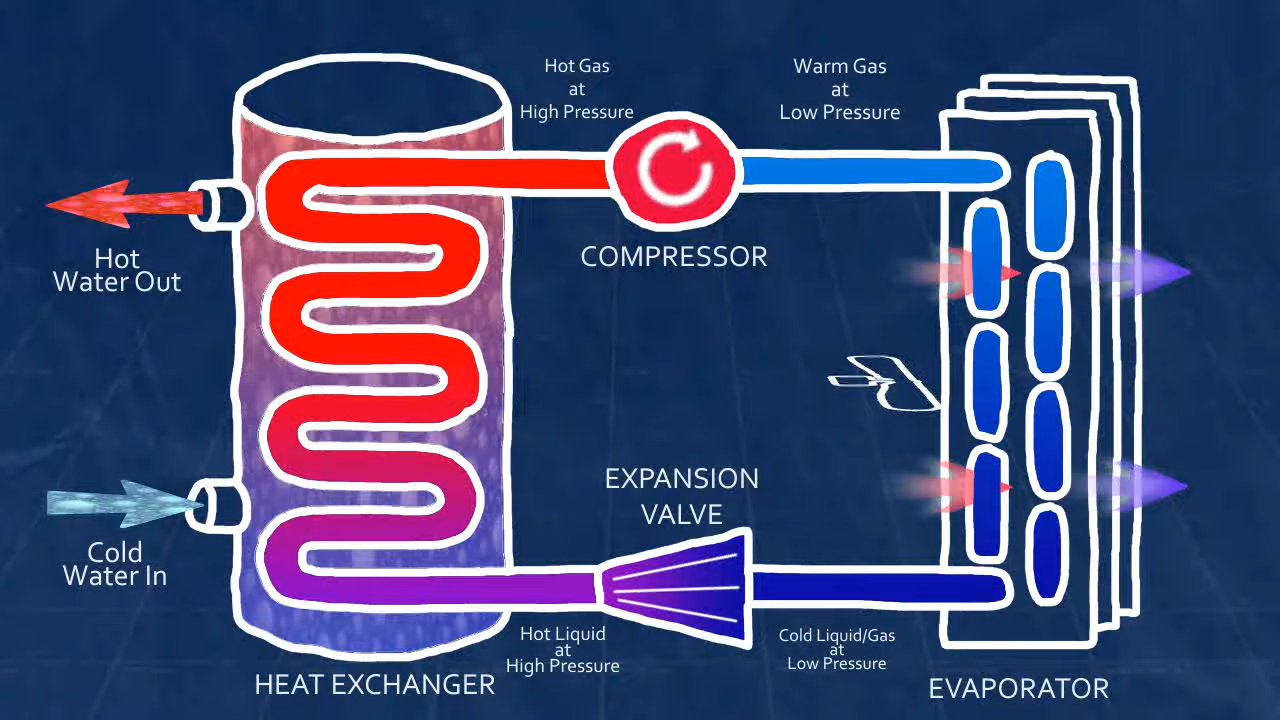 Hot Gas
at
High Pressure
Warm Gas
at
Low Pressure
COMPRESSOR
Hot
Water Out
EXPANSION
VALVE
Cold
Water In
Hot Liquid
at
High Pressure
Cold Liquid/Gas
at
Low Pressure
HEAT EXCHANGER
EVAPORATOR